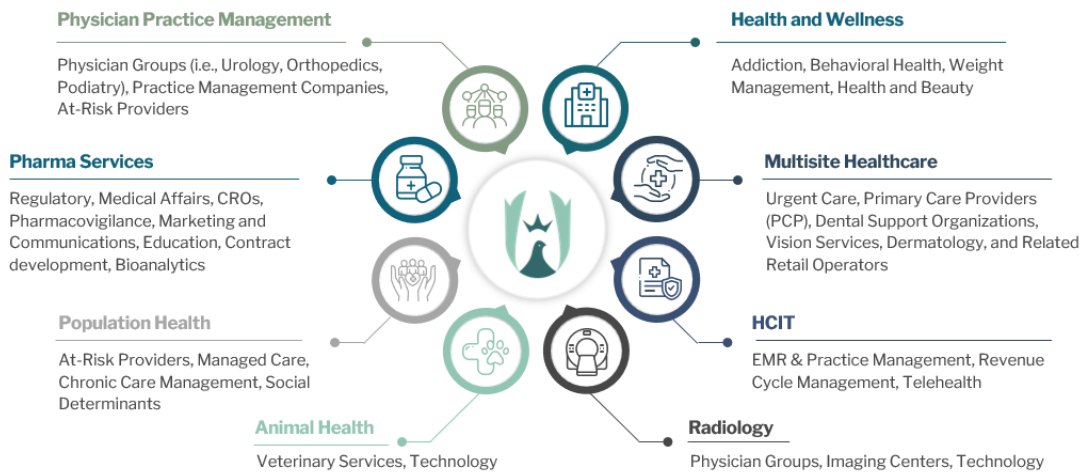 Physician Practice Management
Physician Groups (i.e., Urology, Orthopedics,
Podiatry), Practice Management Companies,
At-Risk Providers
Health and Wellness
Addiction, Behavioral Health, Weight
Management, Health and Beauty
Pharma Services
Regulatory, Medical Affairs, CROs,
Pharmacovigilance, Marketing and
Communications, Education, Contract
development, Bioanalytics
Multisite Healthcare
Urgent Care, Primary Care Providers
(PCP), Dental Support Organizations,
Vision Services, Dermatology, and Related
Retail Operators
Population Health
At-Risk Providers, Managed Care,
Chronic Care Management, Social
Determinants
HCIT
EMR & Practice Management, Revenue
Cycle Management, Telehealth
Animal Health
Veterinary Services, Technology
Radiology
Physician Groups, Imaging Centers, Technology